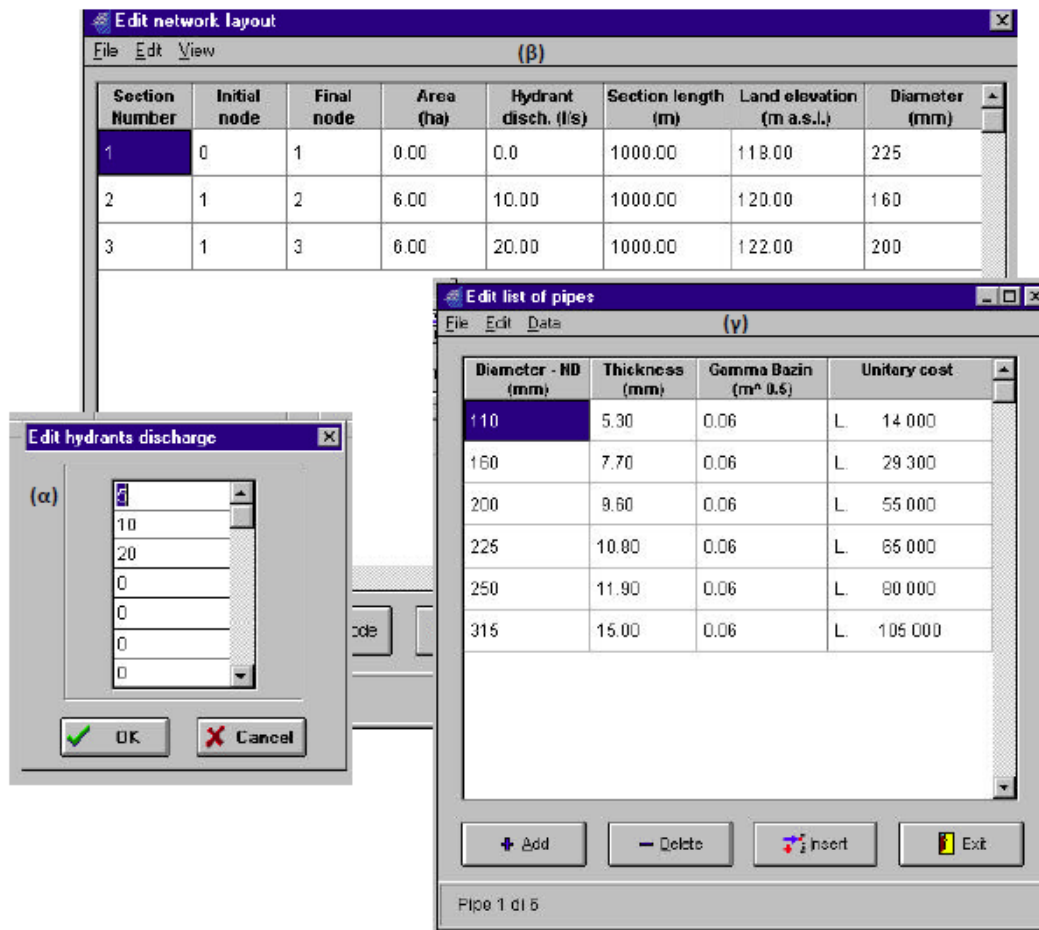 Edit network layout
File Edit View
(β)
Section Number Initial node Final node Area (ha) Hydrant disch. (l/s) Section length (m) Land elevation (m a.s.l.) Diameter (mm)
1 0 1 0.00 0.0 1000.00 118.00 225
2 1 2 6.00 10.00 1000.00 120.00 160
3 1 3 6.00 20.00 1000.00 122.00 200
Edit list of pipes
File Edit Data
(γ)
Diameter - ND (mm) Thickness (mm) Gamma Bazin (m^ 0.5) Unitary cost
110 5.30 0.06 L. 14 000
160 7.70 0.06 L. 29 300
200 9.60 0.06 L. 55 000
225 10.80 0.06 L. 65 000
250 11.90 0.06 L. 80 000
315 15.00 0.06 L. 105 000
Add Delete Insert Exit
Pipe 1 di 6
Edit hydrants discharge
(α)
5
10
20
0
0
0
0
OK Cancel